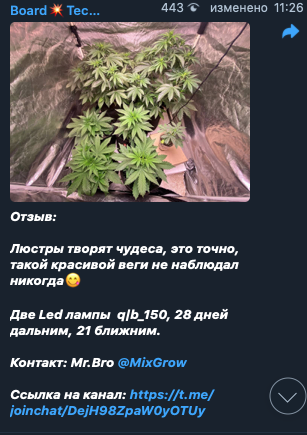 Board💥 Tec... 443 изменено 11:26
Отзыв:
Люстры творят чудеса, это точно,
такой красивой веги не наблюдал
никогда😋
Две Led лампы q|b_150, 28 дней
дальним, 21 ближним.
Контакт: Mr.Bro @MixGrow
Ссылка на канал: https://t.me/
joinchat/DejH98ZpaW0yOTUy